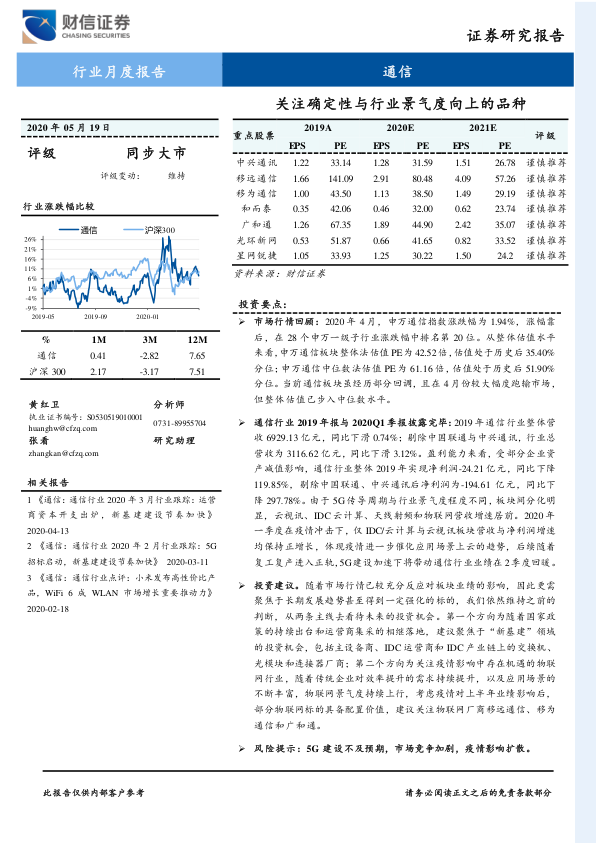 财信证券
CHASING SECURITIES
证券研究报告
行业月度报告
通信
关注确定性与行业景气度向上的品种
2020 年 05 月 19 日
评级 同步大市
评级变动： 维持
行业涨跌幅比较
通信 沪深300
26%
21%
16%
11%
6%
1%
-4%
-9%
2019-05 2019-09 2020-01
% 1M 3M 12M
通信 0.41 -2.82 7.65
沪深 300 2.17 -3.17 7.51
黄红卫 分析师
执业证书编号：S0530519010001
huanghw@cfzq.com 0731-89955704
张看 研究助理
zhangkan@cfzq.com
相关报告
1 《通信：通信行业 2020 年 3 月行业跟踪：运营
商资本开支出炉，新基建建设节奏加快》
2020-04-13
2 《通信：通信行业 2020 年 2 月行业跟踪：5G
招标启动，新基建建设节奏加快》 2020-03-11
3 《通信：通信行业点评：小米发布高性价比产
品，WiFi 6 成 WLAN 市场增长重要推动力》
2020-02-18
重点股票 2019A 2020E 2021E 评级
EPS PE EPS PE EPS PE
中兴通讯 1.22 33.14 1.28 31.59 1.51 26.78 谨慎推荐
移远通信 1.66 141.09 2.91 80.48 4.09 57.26 谨慎推荐
移为通信 1.00 43.50 1.13 38.50 1.49 29.19 谨慎推荐
和而泰 0.35 42.06 0.46 32.00 0.62 23.74 谨慎推荐
广和通 1.26 67.35 1.89 44.90 2.42 35.07 谨慎推荐
光环新网 0.53 51.87 0.66 41.65 0.82 33.52 谨慎推荐
星网锐捷 1.05 33.93 1.25 30.22 1.50 24.2 谨慎推荐
资料来源：财信证券
投资要点：
市场行情回顾：2020 年 4 月，申万通信指数涨跌幅为 1.94%，涨幅靠
后，在 28 个申万一级子行业涨跌幅中排名第 20 位。从整体估值水平
来看，申万通信板块整体法估值 PE 为 42.52 倍，估值处于历史后 35.40%
分位；申万通信中位数法估值 PE 为 61.16 倍，估值处于历史后 51.90%
分位。当前通信板块虽经历部分回调，且在 4 月份较大幅度跑输市场，
但整体估值已步入中位数水平。
通信行业 2019 年报与 2020Q1 季报披露完毕：2019 年通信行业整体营
收 6929.13 亿元，同比下滑 0.74%；剔除中国联通与中兴通讯，行业总
营收为 3116.62 亿元，同比下滑 3.12%。盈利能力来看，受部分企业资
产减值影响，通信行业整体 2019 年实现净利润-24.21 亿元，同比下降
119.85%，剔除中国联通、中兴通讯后净利润为-194.61 亿元，同比下
降 297.78%。由于 5G 传导周期与行业景气度程度不同，板块间分化明
显，云视讯、IDC 云计算、天线射频和物联网营收增速居前。2020 年
一季度在疫情冲击下，仅 IDC/云计算与云视讯板块营收与净利润增速
均保持正增长，体现疫情进一步催化应用场景上云的趋势，后续随着
复工复产进入正轨，5G 建设加速下将带动通信行业业绩在 2 季度回暖。
投资建议。随着市场行情已较充分反应对板块业绩的影响，因此更需
聚焦于长期发展趋势甚至得到一定强化的标的，我们依然维持之前的
判断，从两条主线去看待未来的投资机会。第一个方向为随着国家政
策的持续出台和运营商集采的相继落地，建议聚焦于“新基建”领域
的投资机会，包括主设备商、IDC 运营商和 IDC 产业链上的交换机、
光模块和连接器厂商；第二个方向为关注疫情影响中存在机遇的物联
网行业，随着传统企业对效率提升的需求持续提升，以及应用场景的
不断丰富，物联网景气度持续上行，考虑疫情对上半年业绩影响后，
部分物联网标的具备配置价值，建议关注物联网厂商移远通信、移为
通信和广和通。
风险提示：5G 建设不及预期，市场竞争加剧，疫情影响扩散。
此报告仅供内部客户参考
请务必阅读正文之后的免责条款部分